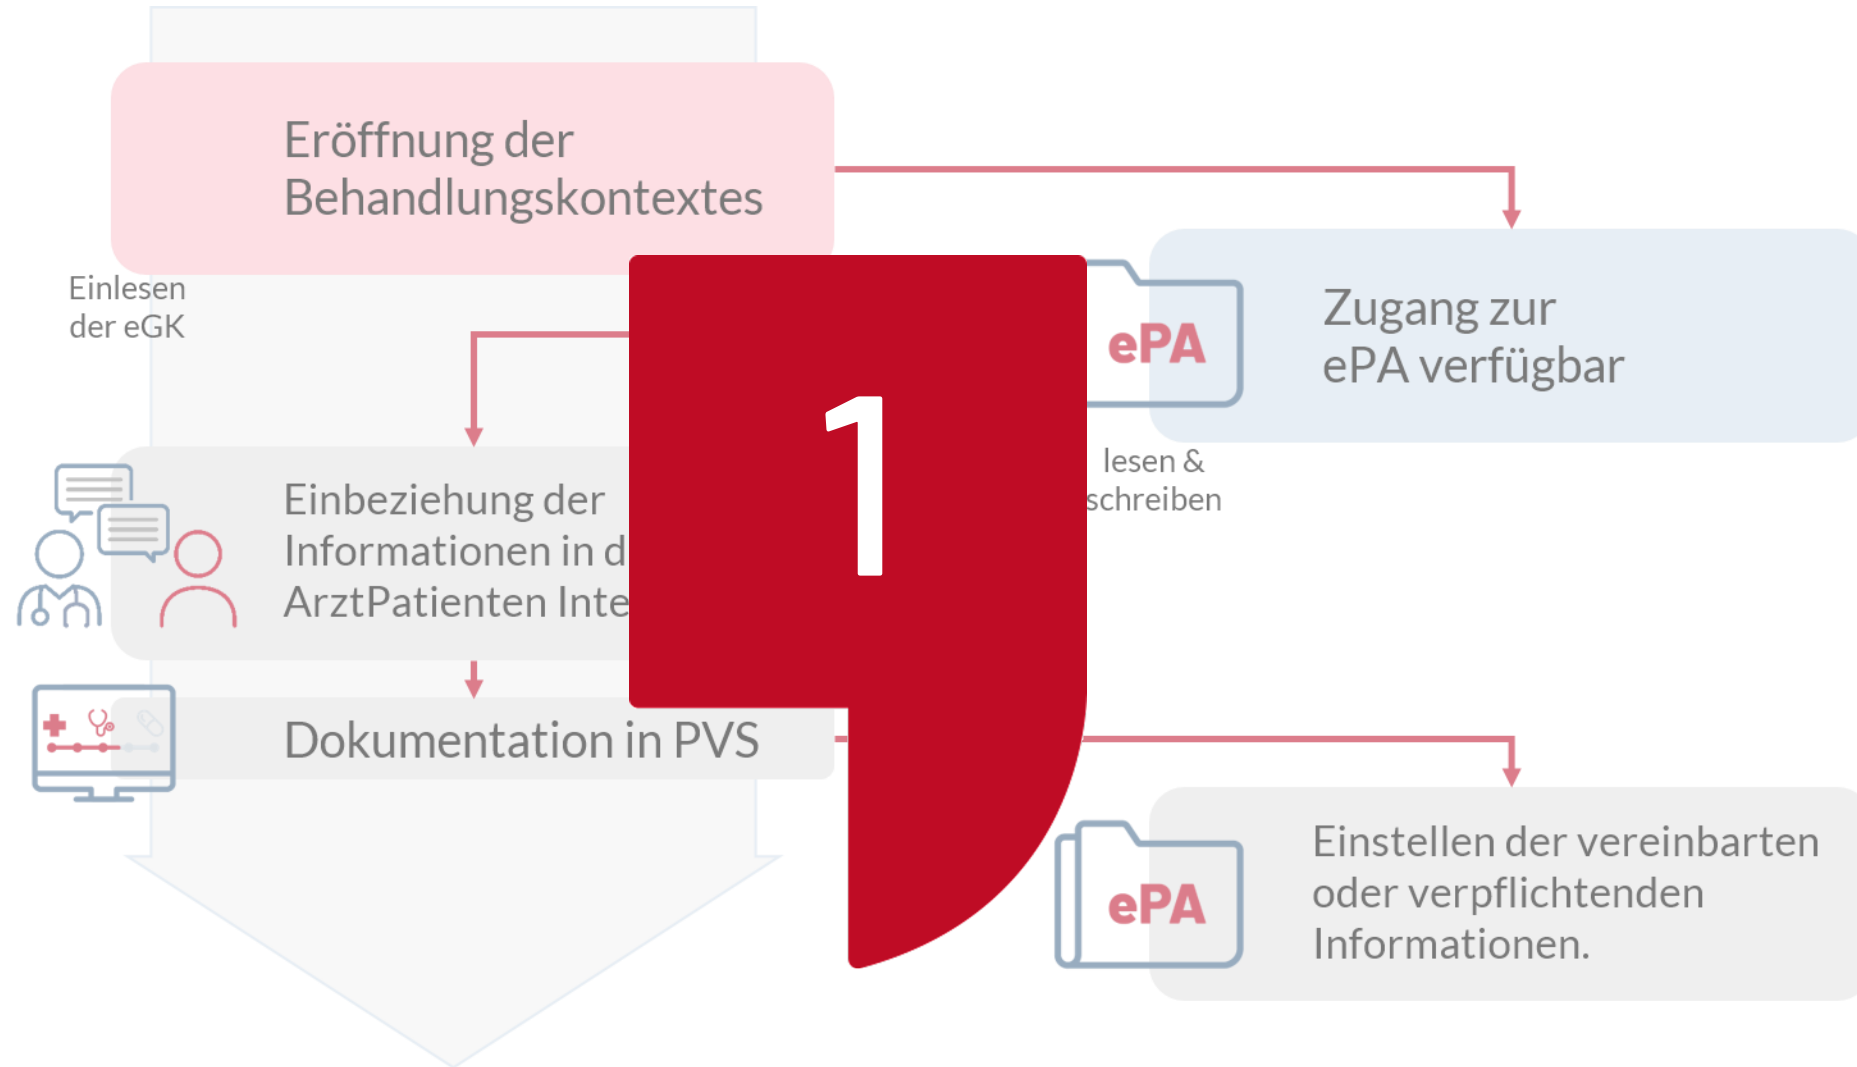 Eröffnung der
Behandlungskontextes
Einlesen
der eGK
ePA
Zugang zur
ePA verfügbar
lesen &
schreiben
1
Einbeziehung der
Informationen in
ArztPatienten
Dokumentation in PVS
ePA
Einstellen der vereinbarten
oder verpflichtenden
Informationen.